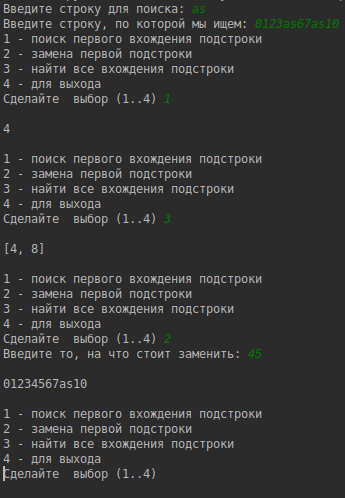 Введите строку для поиска: as
Введите строку, по которой мы ищем: 0123as67as10
1 - поиск первого вхождения подстроки
2 - замена первой подстроки
3 - найти все вхождения подстроки
4 - для выхода
Сделайте  выбор (1..4) 1
4
1 - поиск первого вхождения подстроки
2 - замена первой подстроки
3 - найти все вхождения подстроки
4 - для выхода
Сделайте  выбор (1..4) 3
[4, 8]
1 - поиск первого вхождения подстроки
2 - замена первой подстроки
3 - найти все вхождения подстроки
4 - для выхода
Сделайте  выбор (1..4) 2
Введите то, на что стоит заменить: 45
01234567as10
1 - поиск первого вхождения подстроки
2 - замена первой подстроки
3 - найти все вхождения подстроки
4 - для выхода
Сделайте  выбор (1..4)